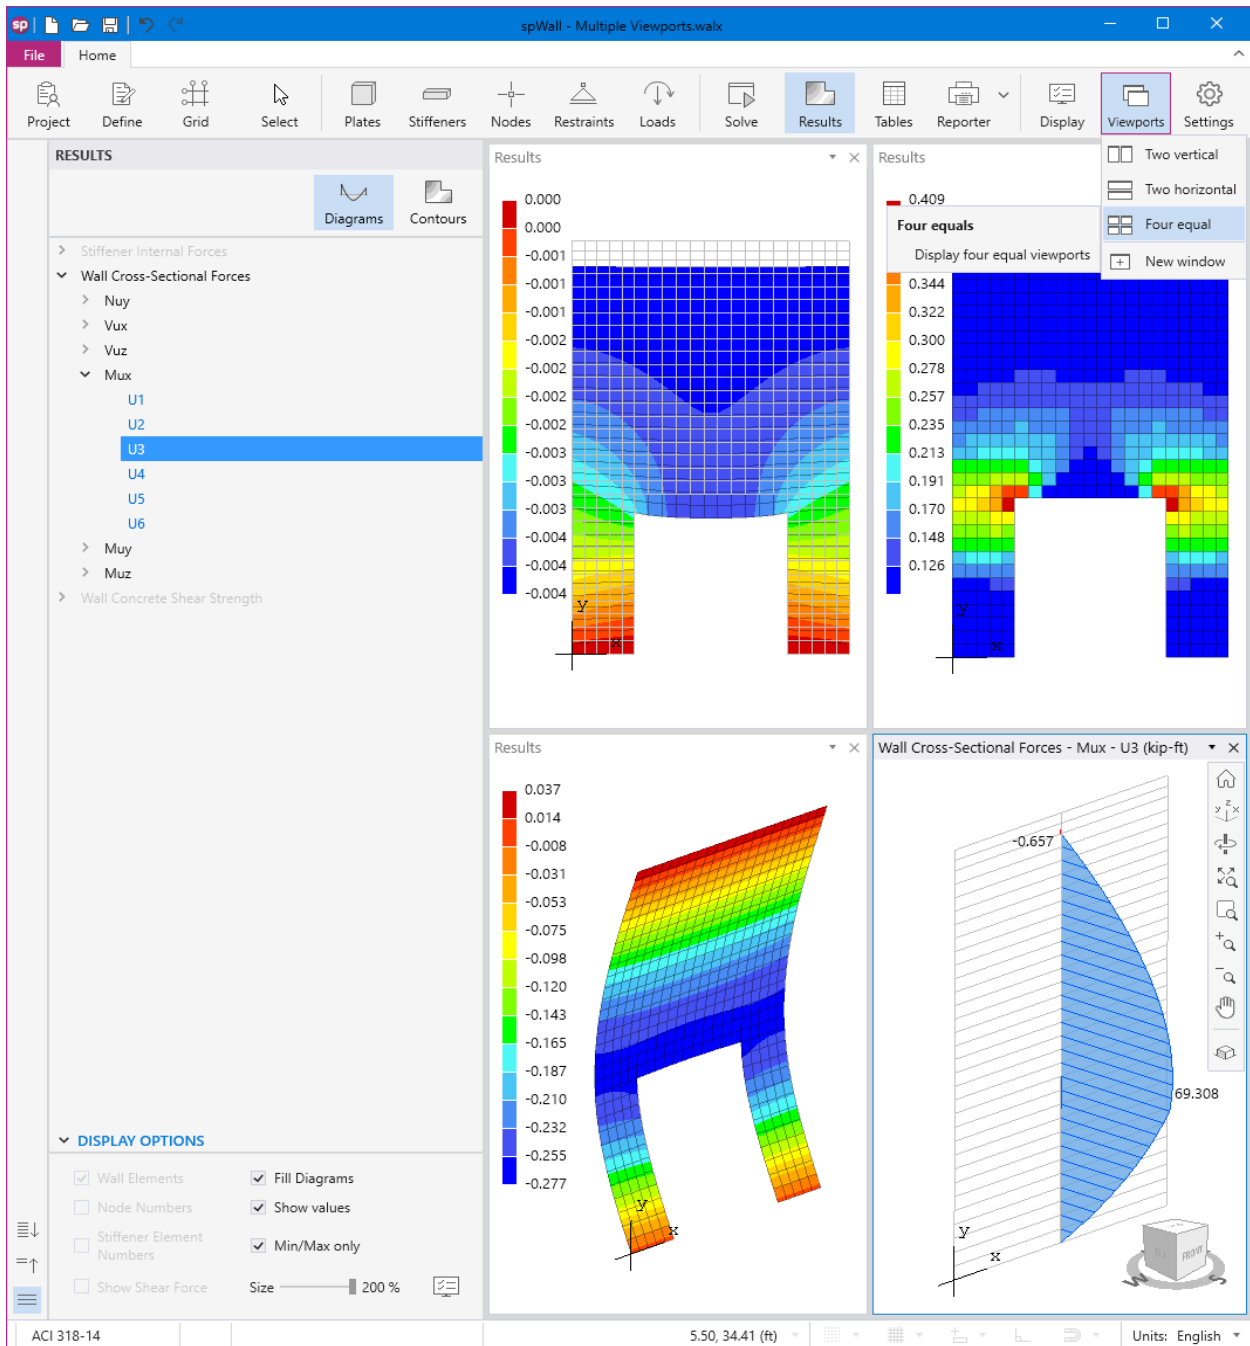 sp
spWall - Multiple Viewports.walx
File
Home
Project
Define
Grid
Select
Plates
Stiffeners
Nodes
Restraints
Loads
Solve
Results
Tables
Reporter
Display
Viewports
Settings
Two vertical
Two horizontal
Four equal
New window
Four equals
Display four equal viewports
RESULTS
Diagrams
Contours
Stiffener Internal Forces
Wall Cross-Sectional Forces
Nuy
Vux
Vuz
Mux
U1
U2
U3
U4
U5
U6
Muy
Muz
Wall Concrete Shear Strength
DISPLAY OPTIONS
Wall Elements
Node Numbers
Stiffener Element
Numbers
Show Shear Force
Fill Diagrams
Show values
Min/Max only
Size
200 %
Results
0.000
0.000
-0.001
-0.001
-0.001
-0.002
-0.002
-0.002
-0.002
-0.003
-0.003
-0.003
-0.004
-0.004
-0.004
y
x
Results
0.409
0.344
0.322
0.300
0.278
0.257
0.235
0.213
0.191
0.170
0.148
0.126
y
x
Results
0.037
0.014
-0.008
-0.031
-0.053
-0.075
-0.098
-0.120
-0.143
-0.165
-0.187
-0.210
-0.232
-0.255
-0.277
y
x
Wall Cross-Sectional Forces - Mux - U3 (kip-ft)
y z x
-0.657
69.308
y
x
FRONT
W
S
ACI 318-14
5.50, 34.41 (ft)
Units: English